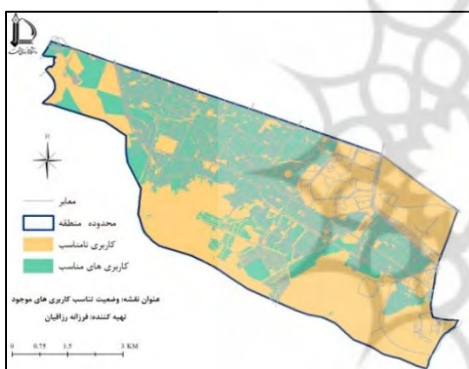 N
معابر
محدوده منطقه
کاربری نامناسب
کاربری های مناسب
عنوان نقشه: وضعیت تناسب کاربری های موجود
تهیه کننده: فرزانه رزاقیان
0 0.75 1.5 3 KM